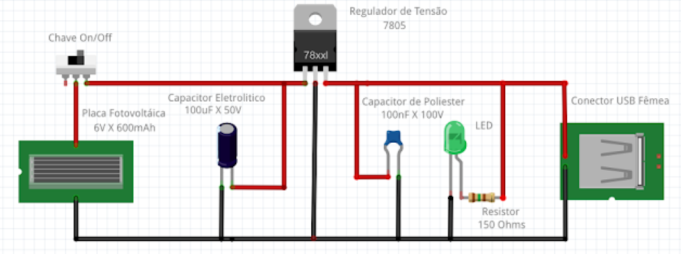 Regulador de Tensão
7805
Chave On/Off
78xxl
Placa Fotovoltáica
6V X 600mAh
Capacitor Eletrolitico
100uF X 50V
Capacitor de Poliester
100nF X 100V
LED
Conector USB Fêmea
Resistor
150 Ohms